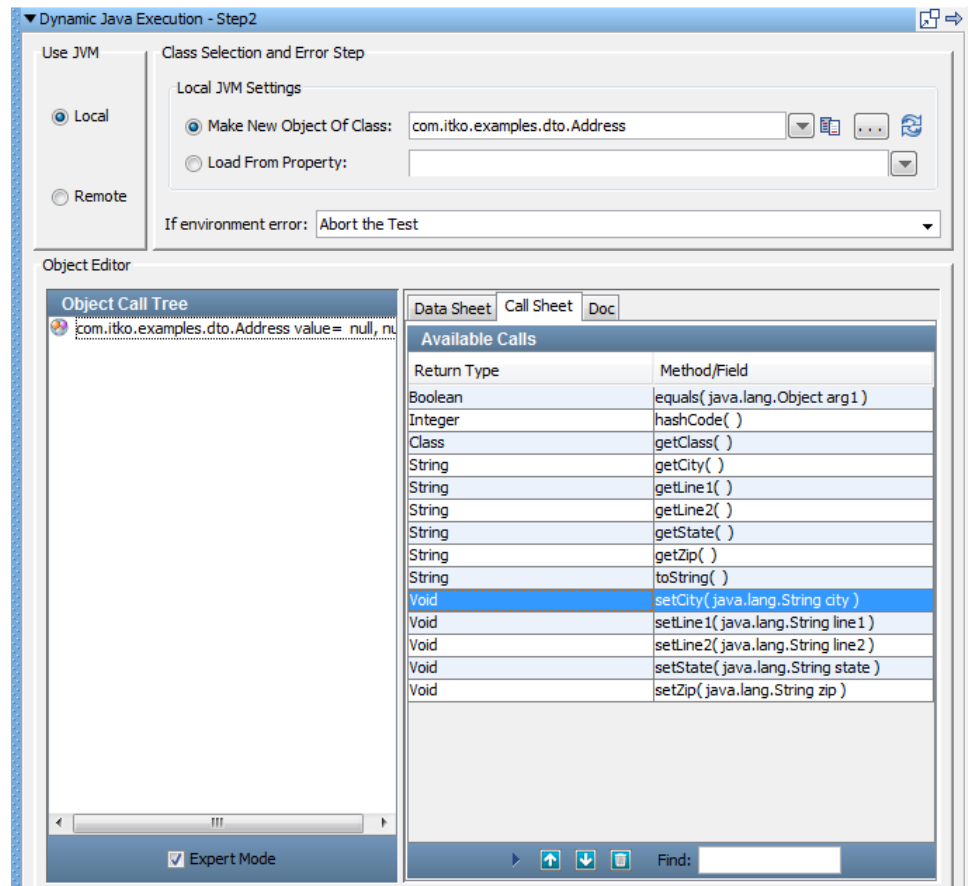 Dynamic Java Execution - Step2
Use JVM
Class Selection and Error Step
Local JVM Settings
Local
Make New Object Of Class: com.itko.examples.dto.Address
...
Load From Property:
Remote
If environment error: Abort the Test
Object Editor
Object Call Tree
Data Sheet Call Sheet Doc
com.itko.examples.dto.Address value= null, nu
Available Calls
Return Type Method/Field
Boolean equals( java.lang.Object arg1 )
Integer hashCode( )
Class getClass( )
String getCity( )
String getLine1( )
String getLine2( )
String getState( )
String getZip( )
String toString( )
Void setCity( java.lang.String city )
Void setLine1( java.lang.String line1 )
Void setLine2( java.lang.String line2 )
Void setState( java.lang.String state )
Void setZip( java.lang.String zip )
Expert Mode
Find: